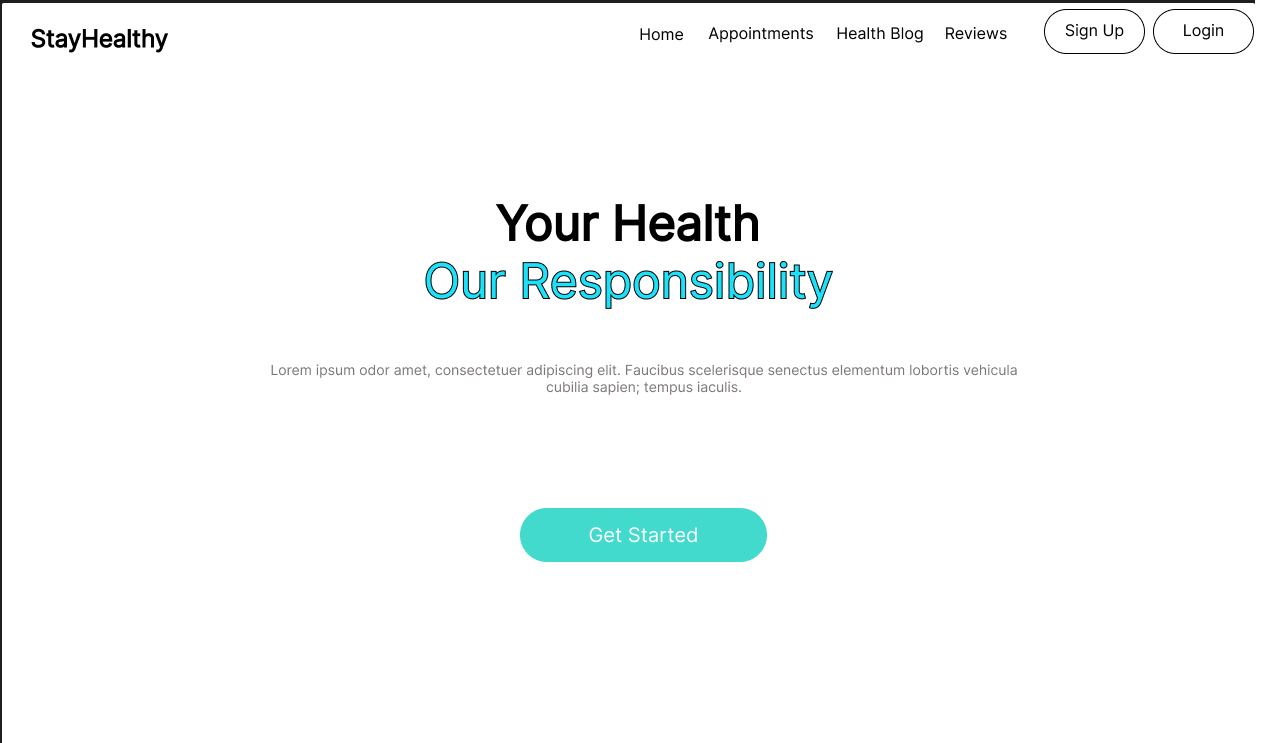 StayHealthy
Home
Appointments
Health Blog
Reviews
Sign Up
Login
Your Health
Our Responsibility
Lorem ipsum odor amet, consectetuer adipiscing elit. Faucibus scelerisque senectus elementum lobortis vehicula
cubilia sapien; tempus iaculis.
Get Started